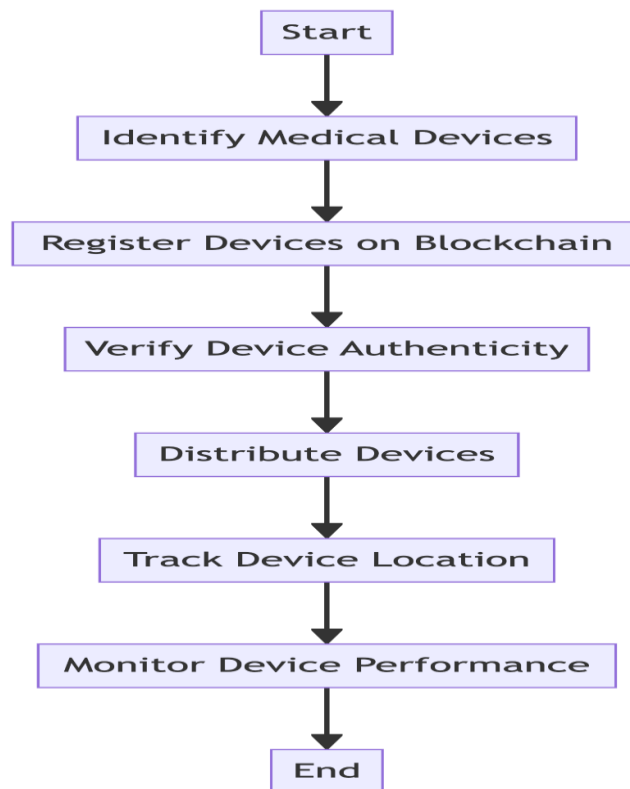 Start
Identify Medical Devices
Register Devices on Blockchain
Verify Device Authenticity
Distribute Devices
Track Device Location
Monitor Device Performance
End